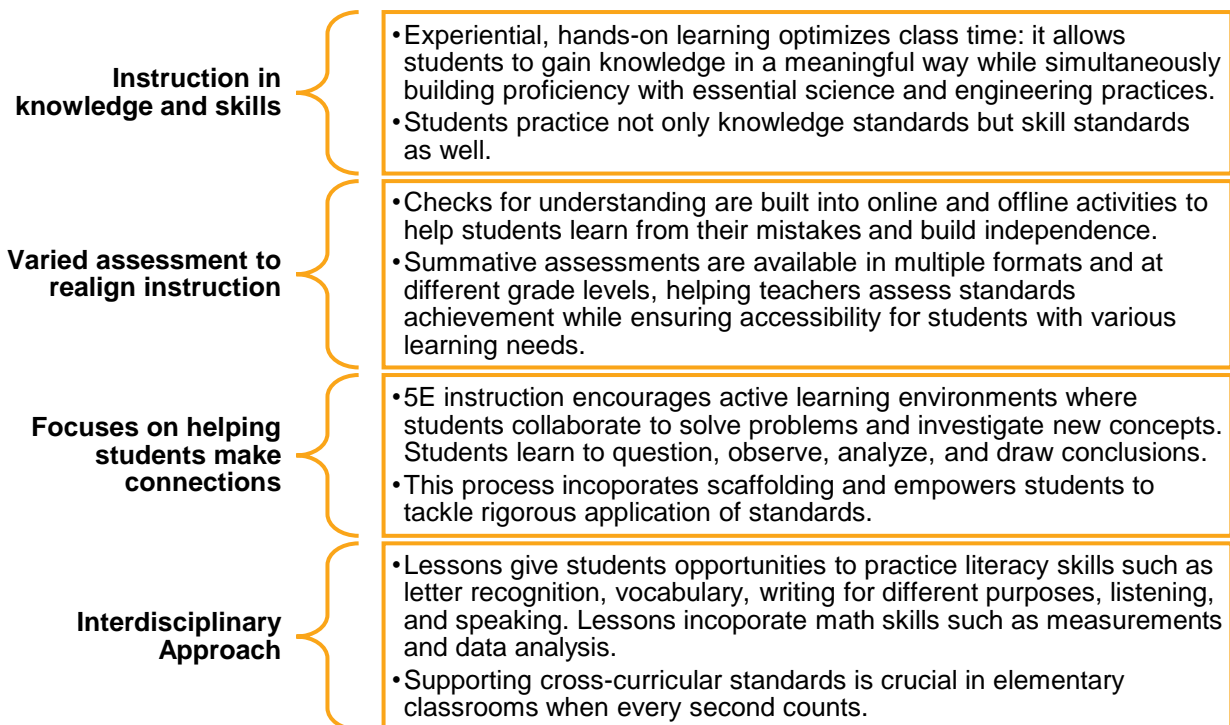 Instruction in
knowledge and skills
•Experiential, hands-on learning optimizes class time: it allows
students to gain knowledge in a meaningful way while simultaneously
building proficiency with essential science and engineering practices.
•Students practice not only knowledge standards but skill standards
as well.
Varied assessment to
realign instruction
•Checks for understanding are built into online and offline activities to
help students learn from their mistakes and build independence.
•Summative assessments are available in multiple formats and at
different grade levels, helping teachers assess standards
achievement while ensuring accessibility for students with various
learning needs.
Focuses on helping
students make
connections
•5E instruction encourages active learning environments where
students collaborate to solve problems and investigate new concepts.
Students learn to question, observe, analyze, and draw conclusions.
•This process incoporates scaffolding and empowers students to
tackle rigorous application of standards.
Interdisciplinary
Approach
•Lessons give students opportunities to practice literacy skills such as
letter recognition, vocabulary, writing for different purposes, listening,
and speaking. Lessons incoporate math skills such as measurements
and data analysis.
•Supporting cross-curricular standards is crucial in elementary
classrooms when every second counts.